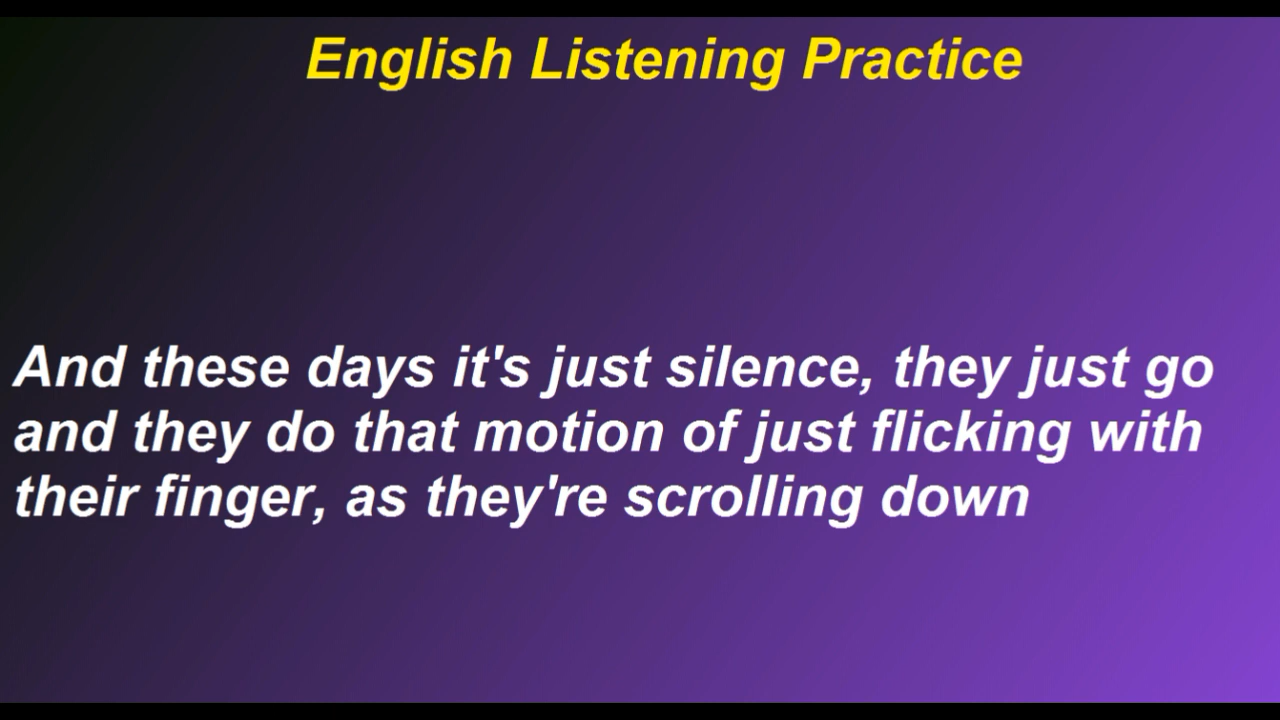 English Listening Practice
And these days it's just silence, they just go
and they do that motion of just flicking with
their finger, as they're scrolling down